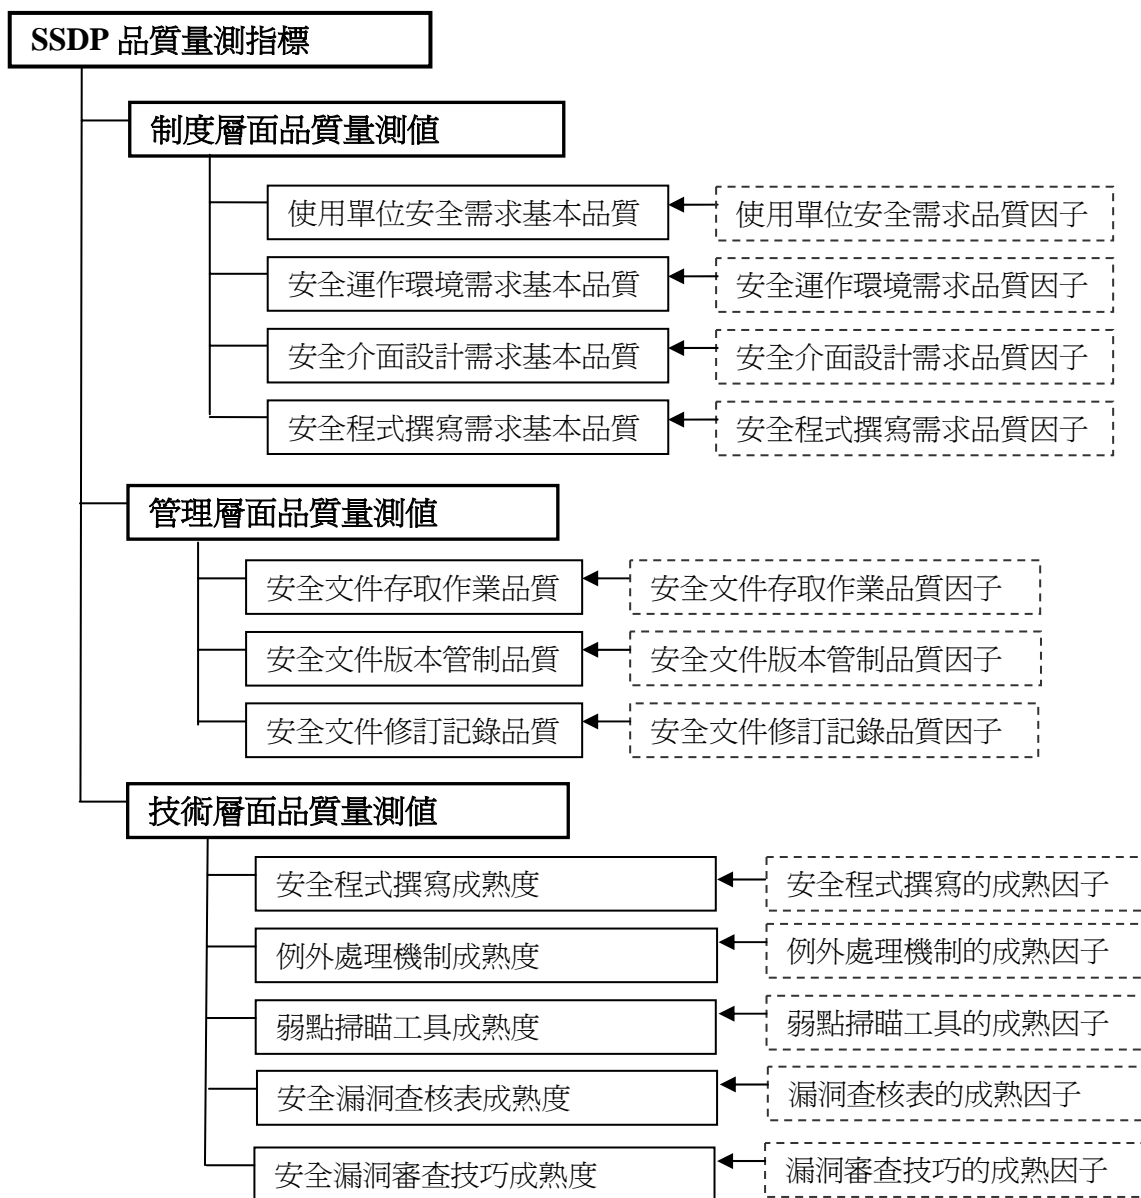 SSDP 品質量測指標
制度層面品質量測值
使用單位安全需求基本品質
使用單位安全需求品質因子
安全運作環境需求基本品質
安全運作環境需求品質因子
安全介面設計需求基本品質
安全介面設計需求品質因子
安全程式撰寫需求基本品質
安全程式撰寫需求品質因子
管理層面品質量測值
安全文件存取作業品質
安全文件存取作業品質因子
安全文件版本管制品質
安全文件版本管制品質因子
安全文件修訂記錄品質
安全文件修訂記錄品質因子
技術層面品質量測值
安全程式撰寫成熟度
安全程式撰寫的成熟因子
例外處理機制成熟度
例外處理機制的成熟因子
弱點掃瞄工具成熟度
弱點掃瞄工具的成熟因子
安全漏洞查核表成熟度
漏洞查核表的成熟因子
安全漏洞審查技巧成熟度
漏洞審查技巧的成熟因子